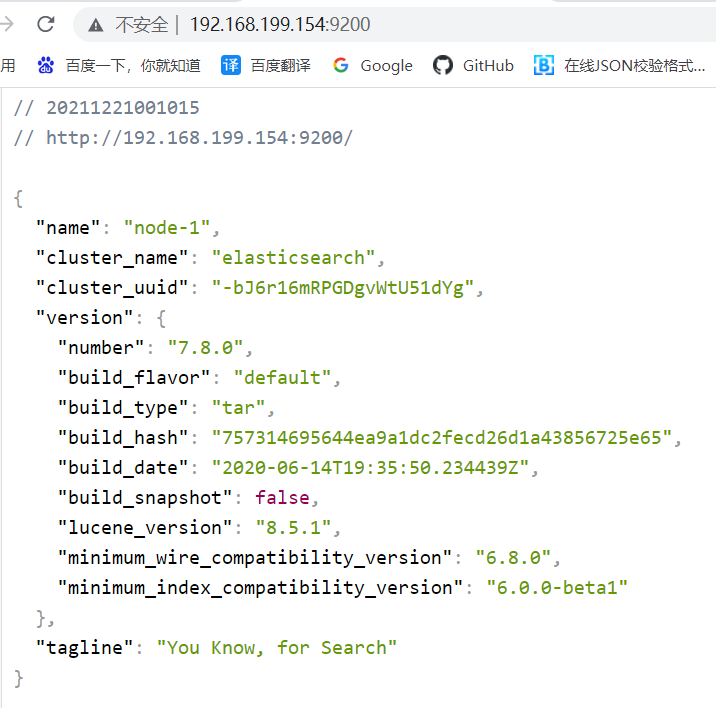 不安全 | 192.168.199.154:9200
用 百度一下，你就知道 译 百度翻译 Google GitHub 在线JSON校验格式...
// 20211221001015
// http://192.168.199.154:9200/
{
"name": "node-1",
"cluster_name": "elasticsearch",
"cluster_uuid": "-bJ6r16mRPGDgvWtU51dYg",
"version": {
"number": "7.8.0",
"build_flavor": "default",
"build_type": "tar",
"build_hash": "757314695644ea9a1dc2fecd26d1a43856725e65",
"build_date": "2020-06-14T19:35:50.234439Z",
"build_snapshot": false,
"lucene_version": "8.5.1",
"minimum_wire_compatibility_version": "6.8.0",
"minimum_index_compatibility_version": "6.0.0-beta1"
},
"tagline": "You Know, for Search"
}